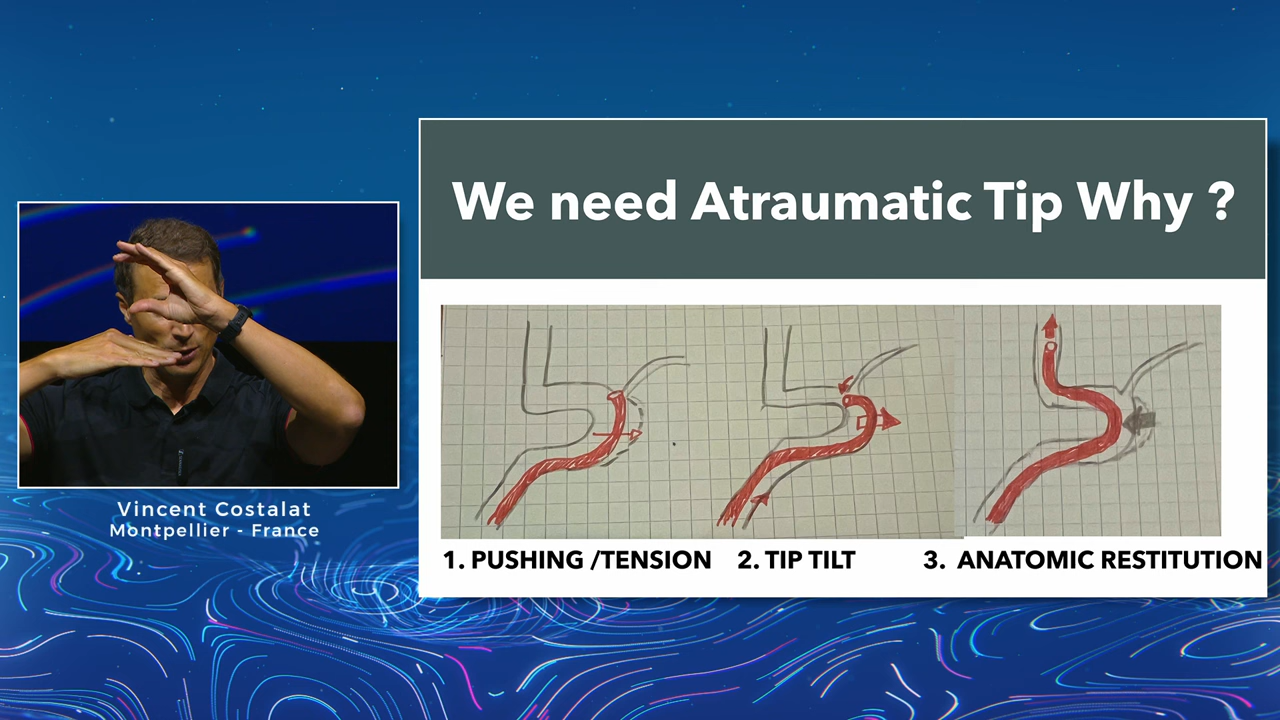 We need Atraumatic Tip Why ?
Vincent Costalat
Montpellier - France
1. PUSHING /TENSION
2. TIP TILT
3. ANATOMIC RESTITUTION